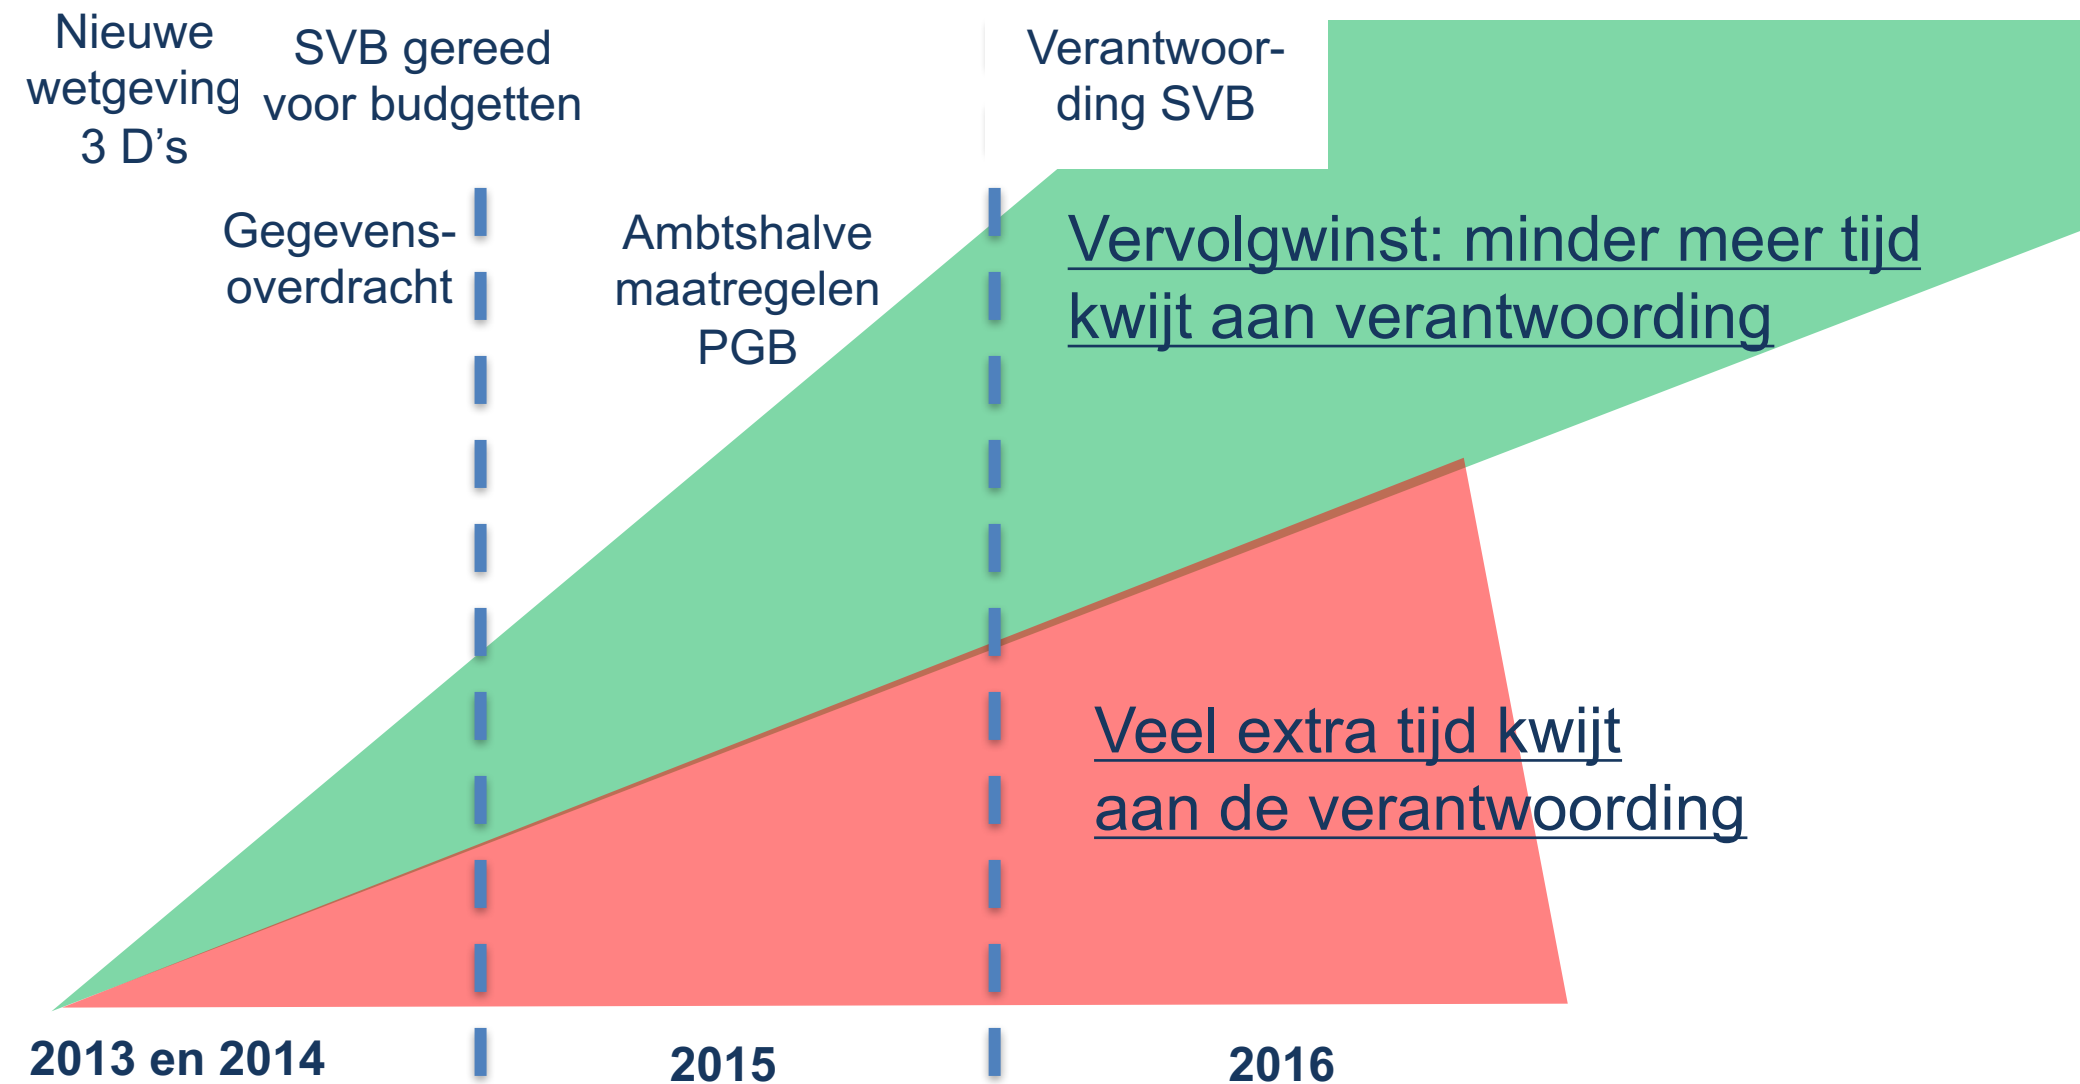 Nieuwe
wetgeving
3 D’s
SVB gereed
voor budgetten
Verantwoor-
ding SVB
Gegevens-
overdracht
Ambtshalve
maatregelen
PGB
Vervolgwinst: minder meer tijd
kwijt aan verantwoording
Veel extra tijd kwijt
aan de verantwoording
2013 en 2014
2015
2016